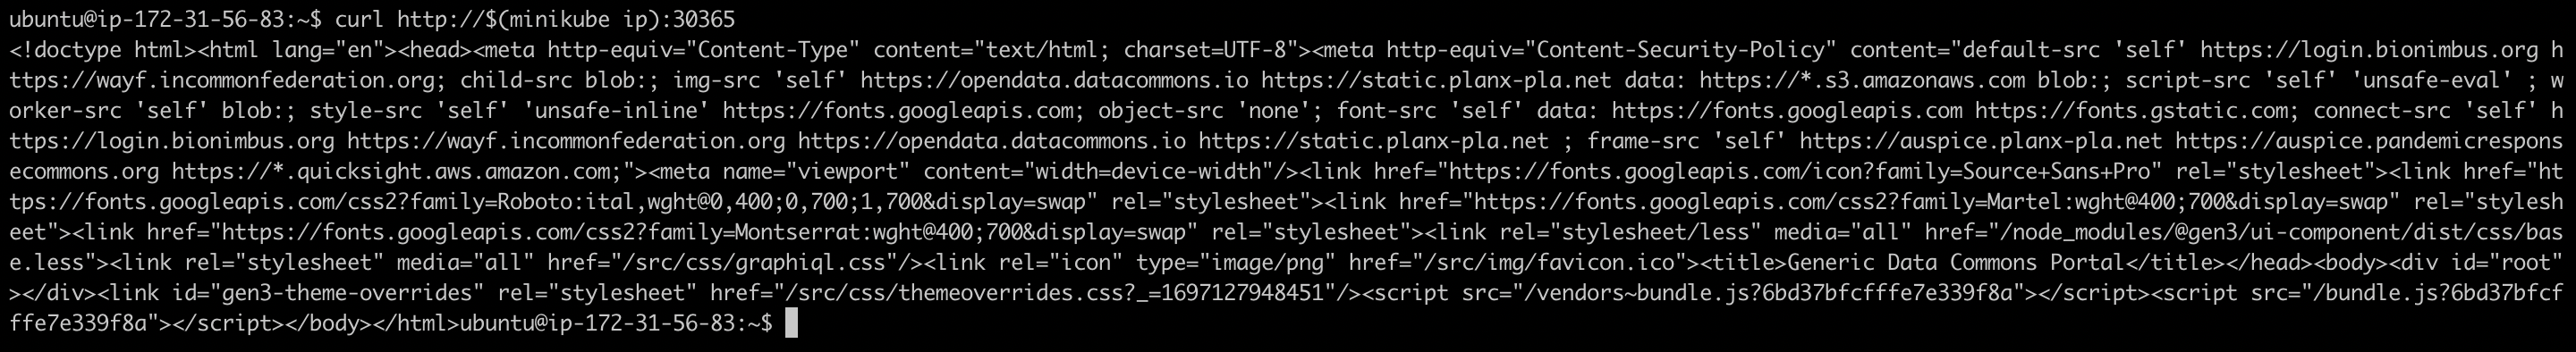 ubuntu@ip-172-31-56-83:~$ curl http://$(minikube ip):30365
<!doctype html><html lang="en"><head><meta http-equiv="Content-Type" content="text/html; charset=UTF-8"><meta http-equiv="Content-Security-Policy" content="default-src 'self' https://login.bionimbus.org h
ttps://wayf.incommonfederation.org; child-src blob:; img-src 'self' https://opendata.datacommons.io https://static.planx-pla.net data: https://*.s3.amazonaws.com blob:; script-src 'self' 'unsafe-eval' ; w
orker-src 'self' blob:; style-src 'self' 'unsafe-inline' https://fonts.googleapis.com; object-src 'none'; font-src 'self' data: https://fonts.googleapis.com https://fonts.gstatic.com; connect-src 'self' h
ttps://login.bionimbus.org https://wayf.incommonfederation.org https://opendata.datacommons.io https://static.planx-pla.net ; frame-src 'self' https://auspice.planx-pla.net https://auspice.pandemicrespons
ecommons.org https://*.quicksight.aws.amazon.com;"><meta name="viewport" content="width=device-width"/><link href="https://fonts.googleapis.com/icon?family=Source+Sans+Pro" rel="stylesheet"><link href="ht
tps://fonts.googleapis.com/css2?family=Roboto:ital,wght@0,400;0,700;1,700&display=swap" rel="stylesheet"><link href="https://fonts.googleapis.com/css2?family=Martel:wght@400;700&display=swap" rel="stylesh
eet"><link href="https://fonts.googleapis.com/css2?family=Montserrat:wght@400;700&display=swap" rel="stylesheet"><link rel="stylesheet/less" media="all" href="/node_modules/@gen3/ui-component/dist/css/bas
e.less"><link rel="stylesheet" media="all" href="/src/css/graphiql.css"/><link rel="icon" type="image/png" href="/src/img/favicon.ico"><title>Generic Data Commons Portal</title></head><body><div id="root"
></div><link id="gen3-theme-overrides" rel="stylesheet" href="/src/css/themeoverrides.css?_=1697127948451"/><script src="/vendors~bundle.js?6bd37bfcfffe7e339f8a"></script><script src="/bundle.js?6bd37bfcf
ffe7e339f8a"></script></body></html>ubuntu@ip-172-31-56-83:~$